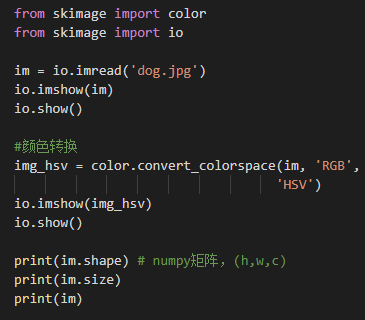 from skimage import color
from skimage import io
im = io.imread('dog.jpg')
io.imshow(im)
io.show()
#颜色转换
img_hsv = color.convert_colorspace(im, 'RGB',
'HSV')
io.imshow(img_hsv)
io.show()
print(im.shape) # numpy矩阵，(h,w,c)
print(im.size)
print(im)